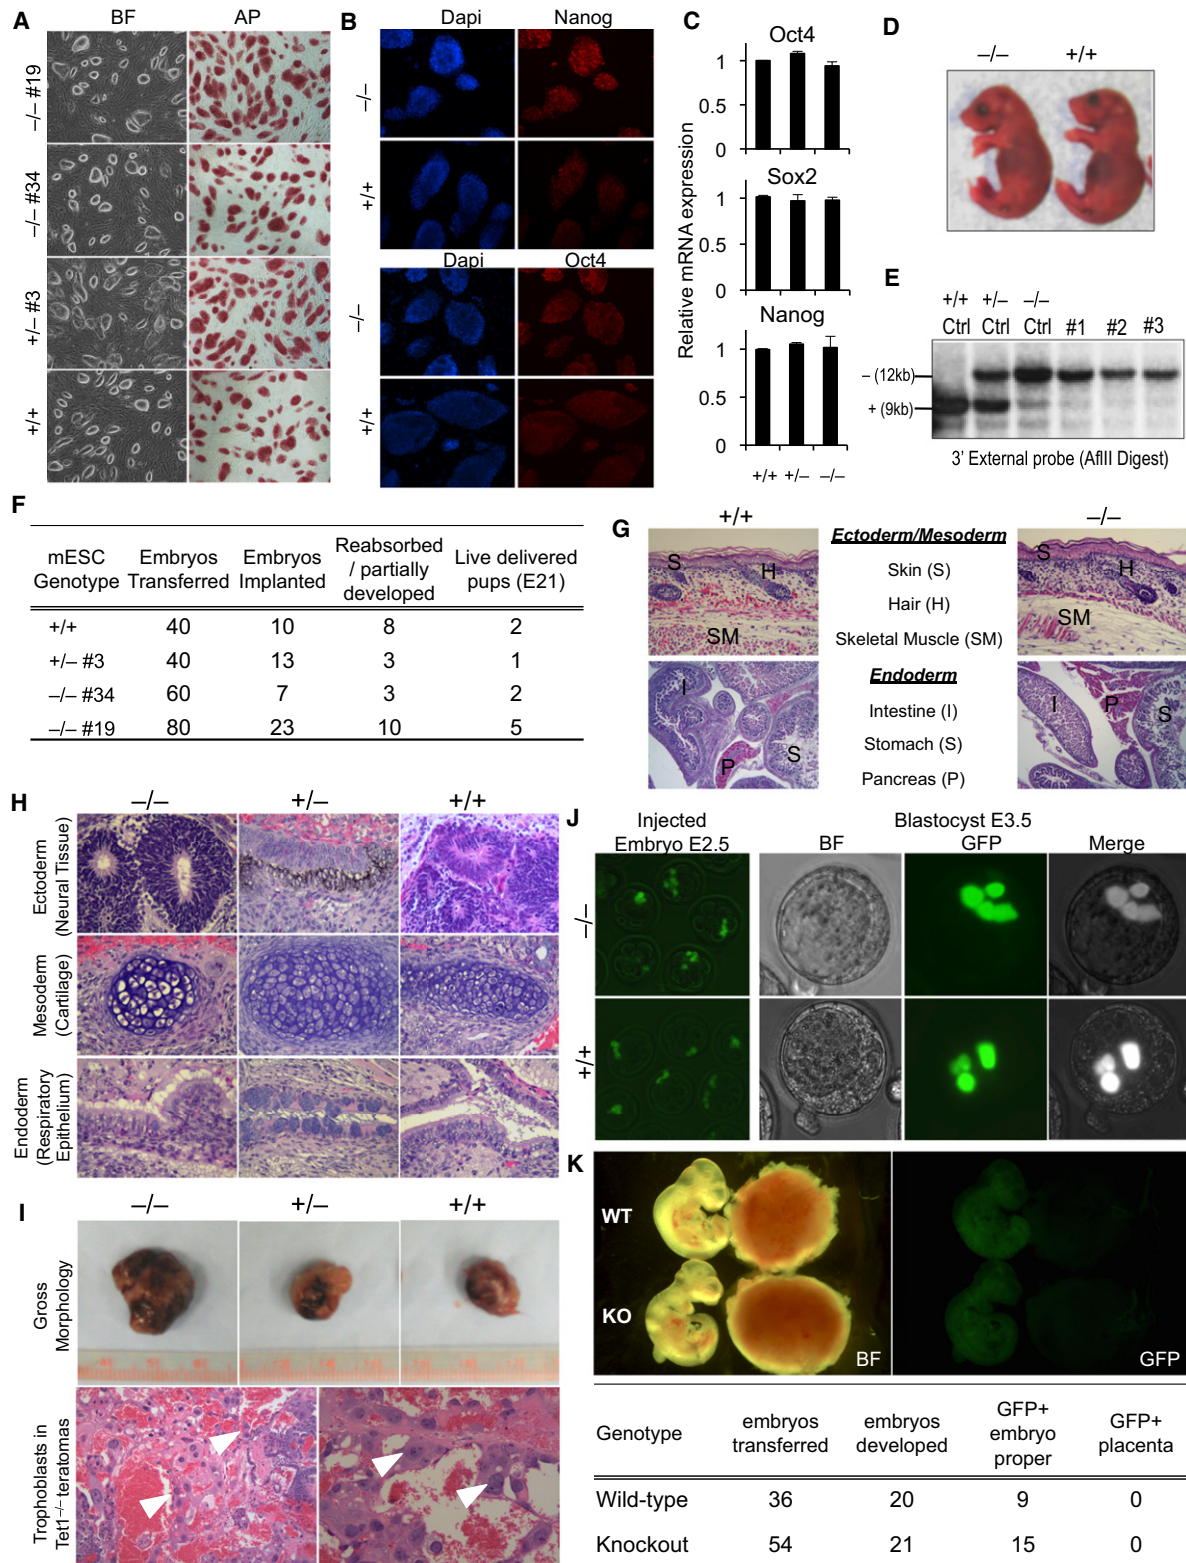 A
BF
AP
–/– #19
–/– #34
+/– #3
+/+
B
Dapi
Nanog
–/–
+/+
Dapi
Oct4
–/–
+/+
C
Relative mRNA expression
Oct4
1
0.5
0
Sox2
1
0.5
0
Nanog
1
0.5
0
+/+ +/– –/–
D
–/– +/+
E
+/+ +/– –/–
Ctrl Ctrl Ctrl #1 #2 #3
– (12kb)
+ (9kb)
3' External probe (AflII Digest)
F
mESC Genotype | Embryos Transferred | Embryos Implanted | Reabsorbed / partially developed | Live delivered pups (E21)
+/+ 40 10 8 2
+/– #3 40 13 3 1
–/– #34 60 7 3 2
–/– #19 80 23 10 5
G
+/+
–/–
S
H
SM
I
P
S
Ectoderm/Mesoderm
Skin (S)
Hair (H)
Skeletal Muscle (SM)
Endoderm
Intestine (I)
Stomach (S)
Pancreas (P)
S
H
SM
I
P
S
H
–/– +/– +/+
Ectoderm
(Neural Tissue)
Mesoderm
(Cartilage)
Endoderm
(Respiratory
Epithelium)
I
–/– +/– +/+
Gross
Morphology
Trophoblasts in
Tet1–/– teratomas
J
Injected
Embryo E2.5
Blastocyst E3.5
BF GFP Merge
–/–
+/+
K
WT
KO
BF
GFP
Genotype | embryos transferred | embryos developed | GFP+ embryo proper | GFP+ placenta
Wild-type 36 20 9 0
Knockout 54 21 15 0